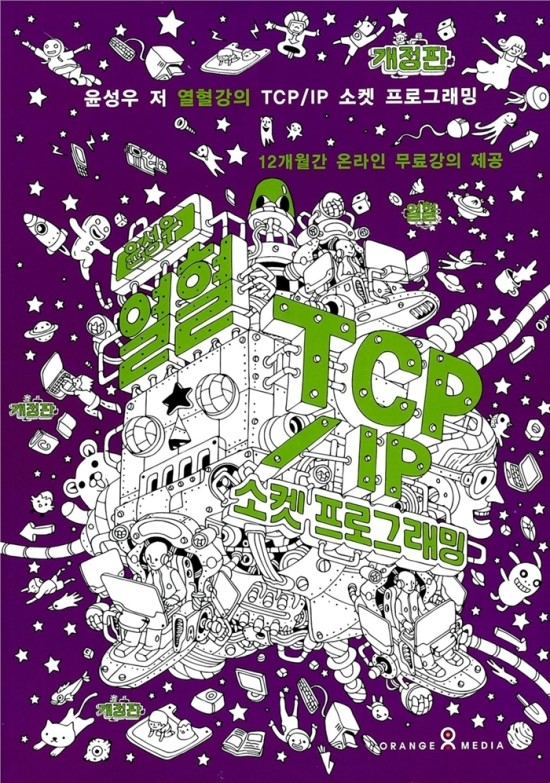 개정판
윤성우 저 열혈강의 TCP/IP 소켓 프로그래밍
12개월간 온라인 무료강의 제공
열혈
윤성우
열혈
TCP
/IP
소켓 프로그래밍
개정판
개정판
ORANGE MEDIA